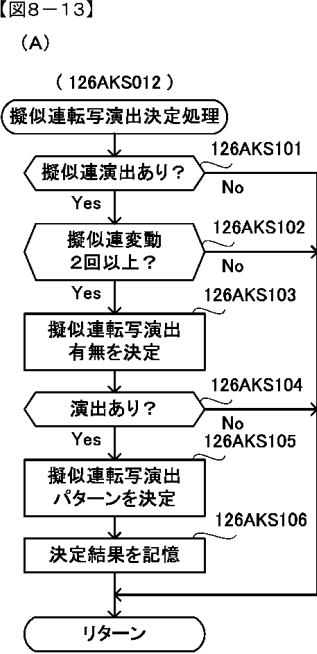 【図８－１３】
（A）
（126AKS012）
擬似連転写演出決定処理
126AKS101
擬似連演出あり？
No
Yes
126AKS102
擬似連変動
２回以上？
No
Yes
126AKS103
擬似連転写演出
有無を決定
126AKS104
演出あり？
No
Yes
126AKS105
擬似連転写演出
パターンを決定
126AKS106
決定結果を記憶
リターン